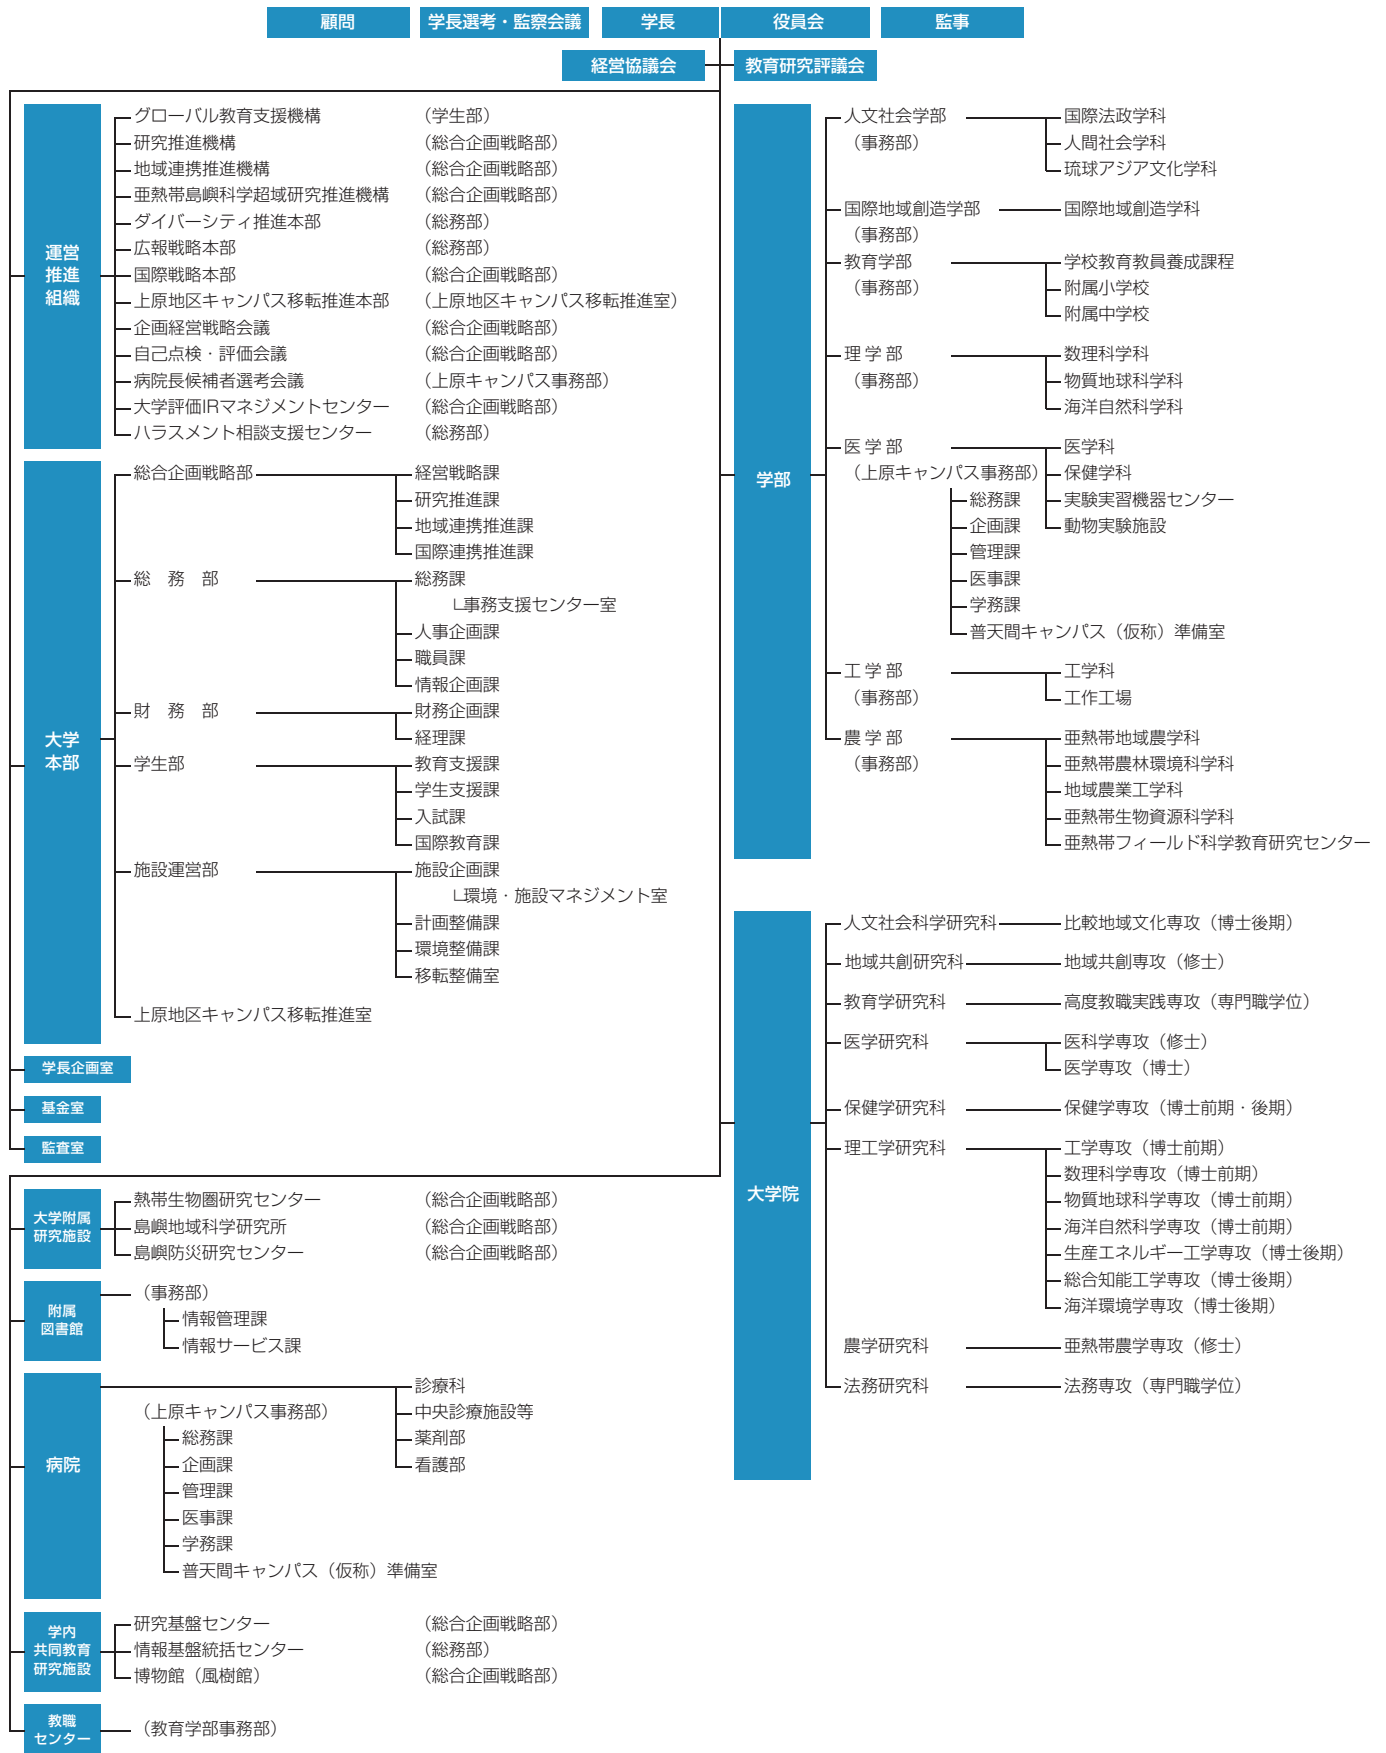 顧問
学長選考・監察会議
学長
役員会
監事
経営協議会
教育研究評議会
運営
推進
組織
グローバル教育支援機構 （学生部）
研究推進機構 （総合企画戦略部）
地域連携推進機構 （総合企画戦略部）
亜熱帯島嶼科学超域研究推進機構 （総合企画戦略部）
ダイバーシティ推進本部 （総務部）
広報戦略本部 （総務部）
国際戦略本部 （総合企画戦略部）
上原地区キャンパス移転推進本部 （上原地区キャンパス移転推進室）
企画経営戦略会議 （総合企画戦略部）
自己点検・評価会議 （総合企画戦略部）
病院長候補者選考会議 （上原キャンパス事務部）
大学評価IRマネジメントセンター （総合企画戦略部）
ハラスメント相談支援センター （総務部）
大学
本部
総合企画戦略部
経営戦略課
研究推進課
地域連携推進課
国際連携推進課
総　務　部
総務課
└事務支援センター室
人事企画課
職員課
情報企画課
財　務　部
財務企画課
経理課
学生部
教育支援課
学生支援課
入試課
国際教育課
施設運営部
施設企画課
└環境・施設マネジメント室
計画整備課
環境整備課
移転整備室
上原地区キャンパス移転推進室
学長企画室
基金室
監査室
大学附属
研究施設
熱帯生物圏研究センター （総合企画戦略部）
島嶼地域科学研究所 （総合企画戦略部）
島嶼防災研究センター （総合企画戦略部）
附属
図書館
（事務部）
情報管理課
情報サービス課
病院
診療科
中央診療施設等
薬剤部
看護部
（上原キャンパス事務部）
総務課
企画課
管理課
医事課
学務課
普天間キャンパス（仮称）準備室
学内
共同教育
研究施設
研究基盤センター （総合企画戦略部）
情報基盤統括センター （総務部）
博物館（風樹館） （総合企画戦略部）
教職
センター
（教育学部事務部）
学部
人文社会学部
（事務部）
国際法政学科
人間社会学科
琉球アジア文化学科
国際地域創造学部
（事務部）
国際地域創造学科
教育学部
（事務部）
学校教育教員養成課程
附属小学校
附属中学校
理 学 部
（事務部）
数理科学科
物質地球科学科
海洋自然科学科
医 学 部
（上原キャンパス事務部）
総務課
企画課
管理課
医事課
学務課
普天間キャンパス（仮称）準備室
医学科
保健学科
実験実習機器センター
動物実験施設
工 学 部
（事務部）
工学科
工作工場
農 学 部
（事務部）
亜熱帯地域農学科
亜熱帯農林環境科学科
地域農業工学科
亜熱帯生物資源科学科
亜熱帯フィールド科学教育研究センター
大学院
人文社会科学研究科
比較地域文化専攻（博士後期）
地域共創研究科
地域共創専攻（修士）
教育学研究科
高度教職実践専攻（専門職学位）
医学研究科
医科学専攻（修士）
医学専攻（博士）
保健学研究科
保健学専攻（博士前期・後期）
理工学研究科
工学専攻（博士前期）
数理科学専攻（博士前期）
物質地球科学専攻（博士前期）
海洋自然科学専攻（博士前期）
生産エネルギー工学専攻（博士後期）
総合知能工学専攻（博士後期）
海洋環境学専攻（博士後期）
農学研究科
亜熱帯農学専攻（修士）
法務研究科
法務専攻（専門職学位）